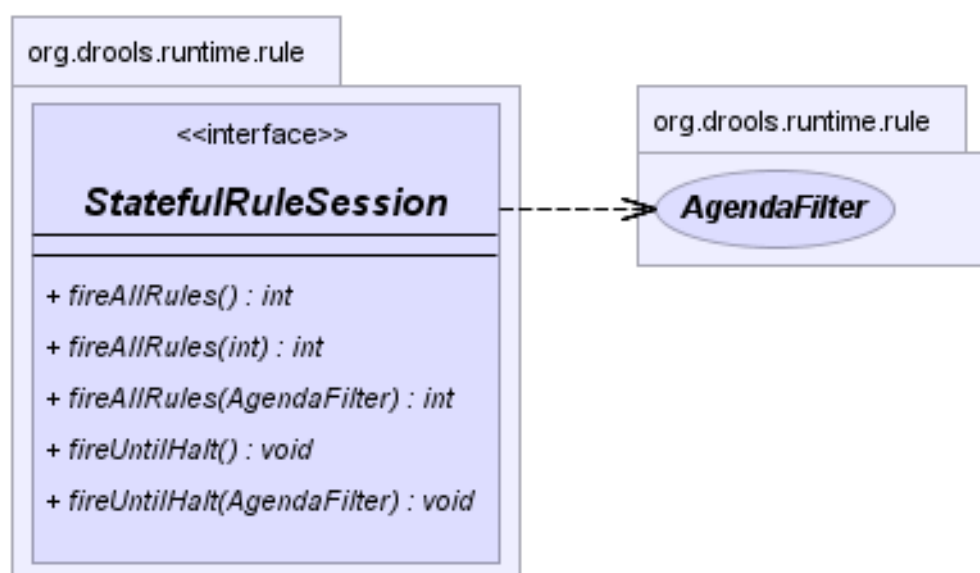 org.drools.runtime.rule
<<interface>>
StatefulRuleSession
+ fireAllRules() : int
+ fireAllRules(int) : int
+ fireAllRules(AgendaFilter) : int
+ fireUntilHalt() : void
+ fireUntilHalt(AgendaFilter) : void
org.drools.runtime.rule
AgendaFilter